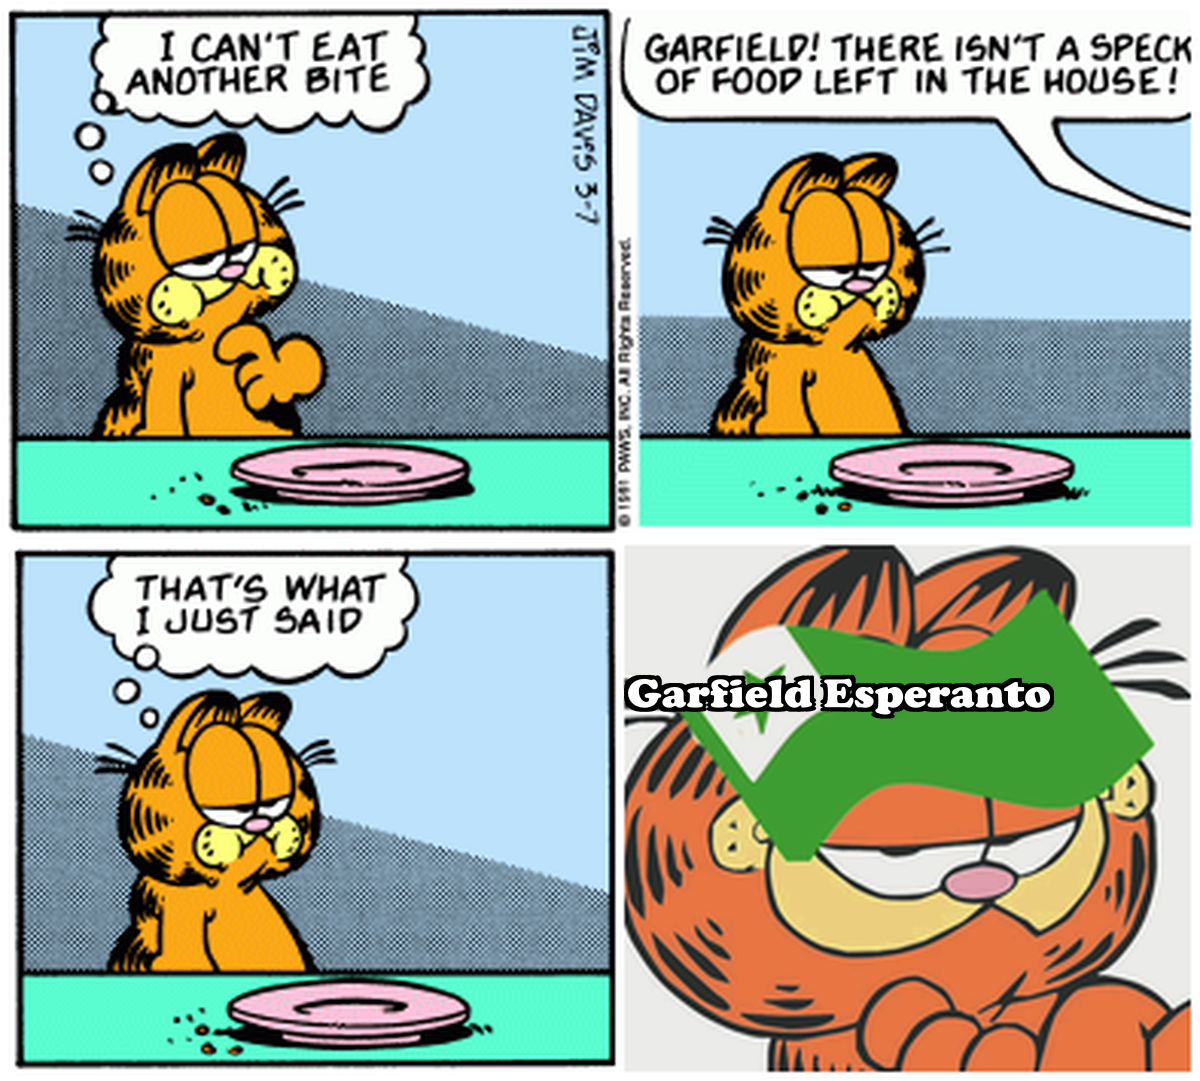 I CAN'T EAT
ANOTHER BITE
JIM DAVIS 3-7
GARFIELD! THERE ISN'T A SPECK
OF FOOD LEFT IN THE HOUSE!
© 1991 PAWS, INC. All Rights Reserved.
THAT'S WHAT
I JUST SAID
Garfield Esperanto